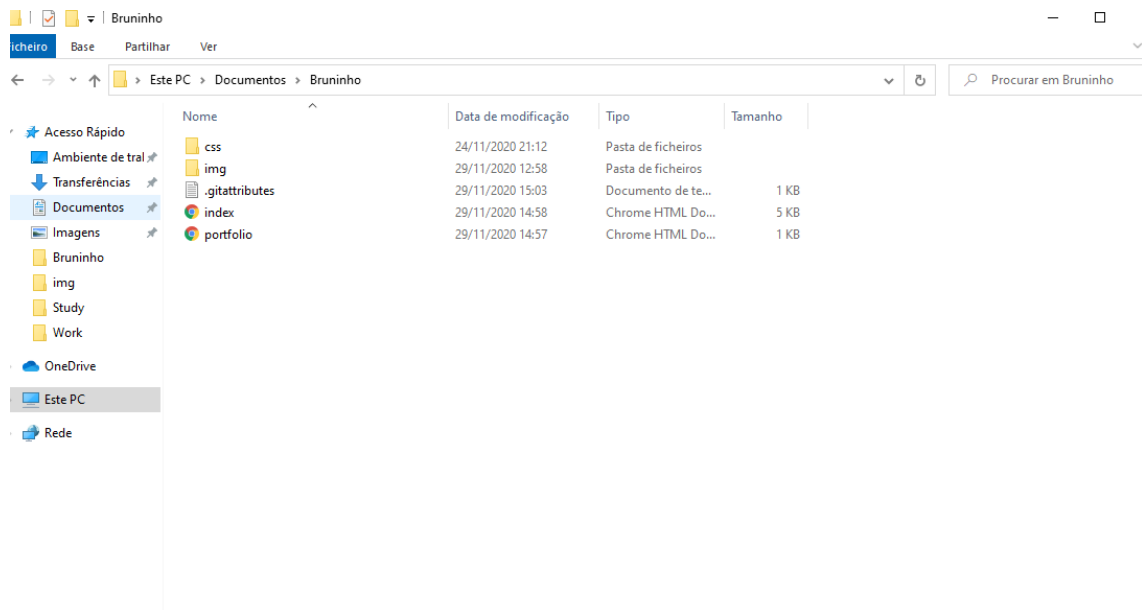 Bruninho
icheiro Base Partilhar Ver
Este PC > Documentos > Bruninho
Procurar em Bruninho
Acesso Rápido
Ambiente de tral
Transferências
Documentos
Imagens
Bruninho
img
Study
Work
OneDrive
Este PC
Rede
Nome Data de modificação Tipo Tamanho
css 24/11/2020 21:12 Pasta de ficheiros
img 29/11/2020 12:58 Pasta de ficheiros
.gitattributes 29/11/2020 15:03 Documento de te... 1 KB
index 29/11/2020 14:58 Chrome HTML Do... 5 KB
portfolio 29/11/2020 14:57 Chrome HTML Do... 1 KB